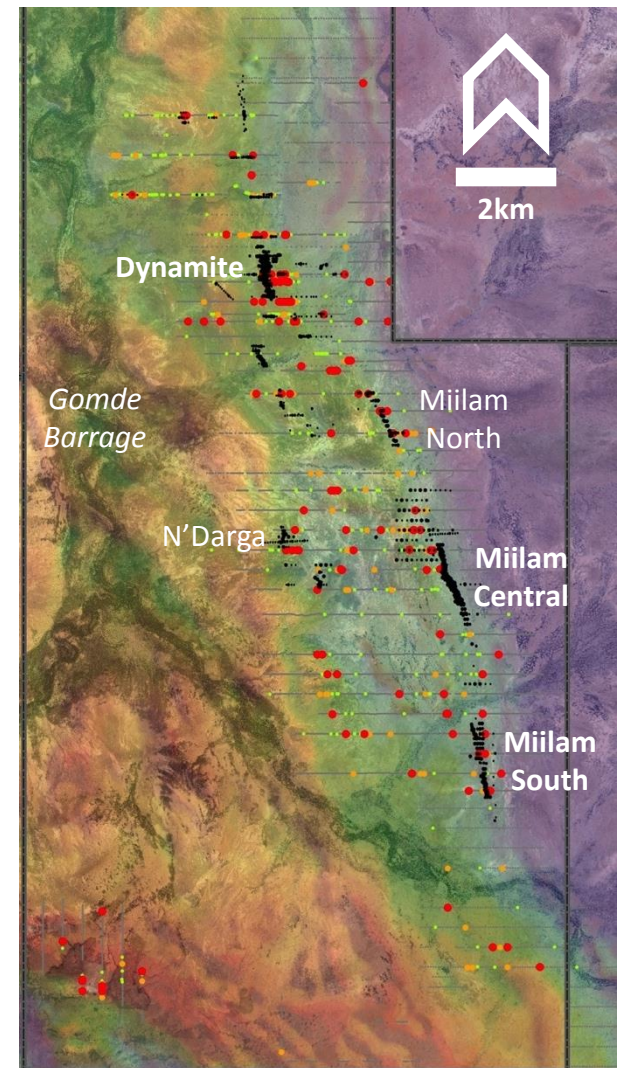 2km
Dynamite
Gomde
Barrage
Miilam
North
N'Darga
Miilam
Central
Miilam
South